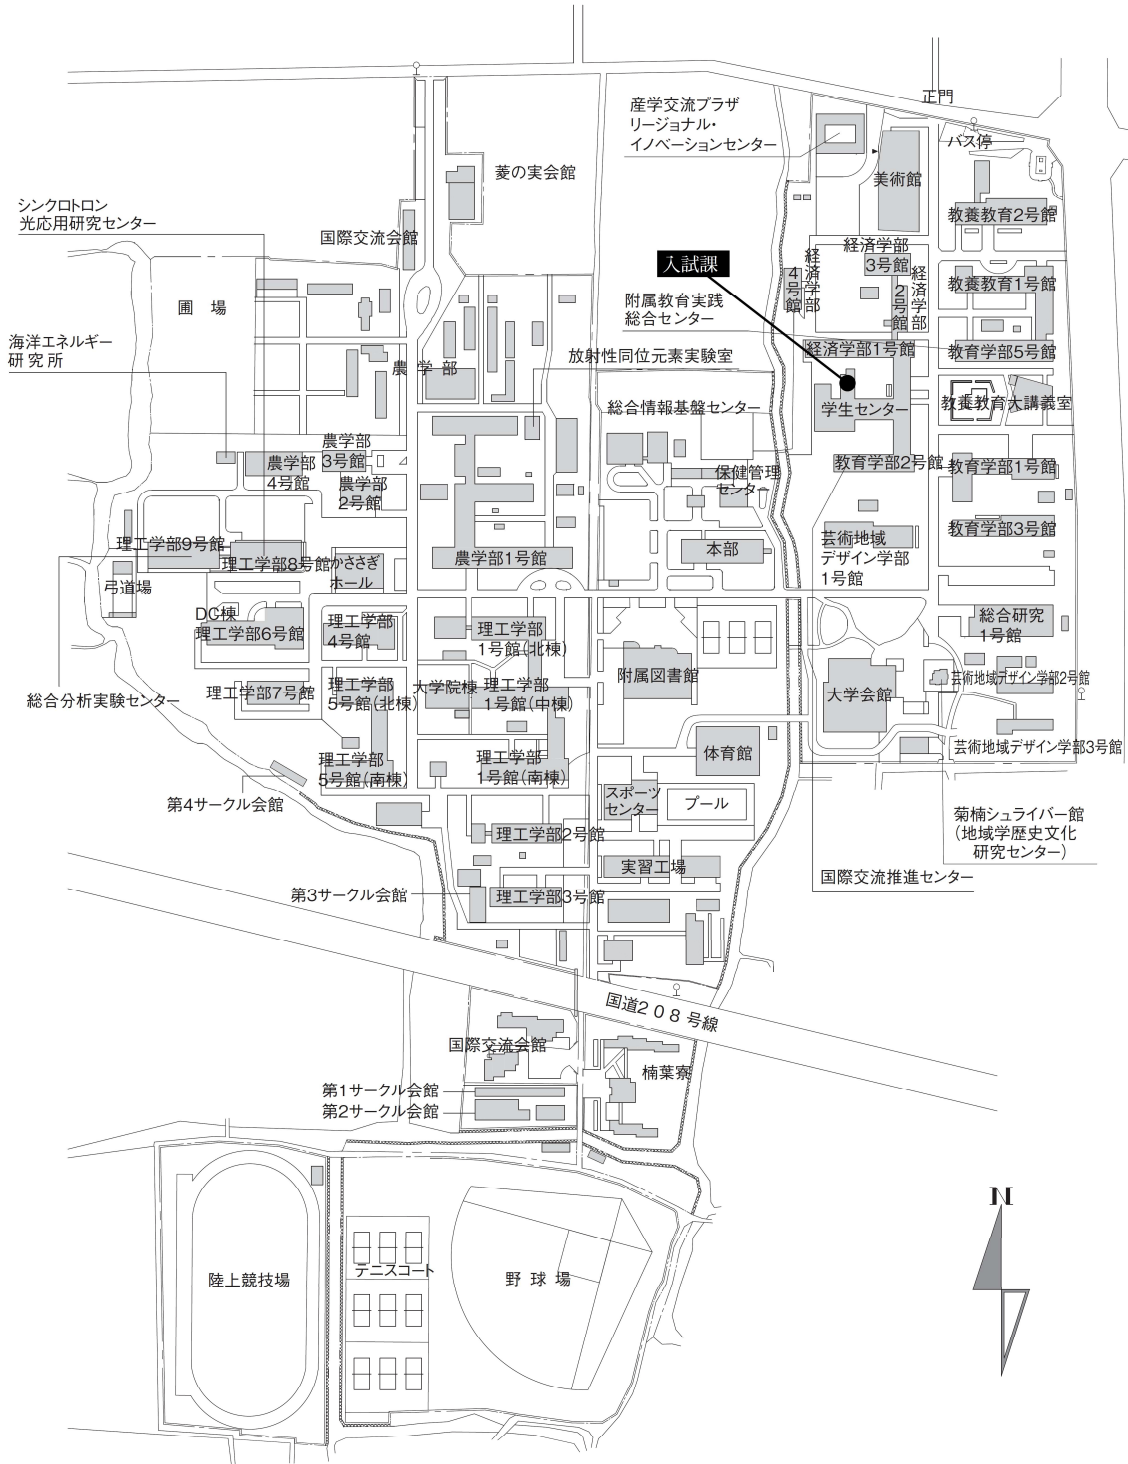 正門
バス停
産学交流プラザ
リージョナル・
イノベーションセンター
美術館
菱の実会館
シンクロトロン
光応用研究センター
国際交流会館
教養教育2号館
入試課
経済学部
3号館
経済学部
4号館
経済学部
2号館
教養教育1号館
圃 場
附属教育実践
総合センター
海洋エネルギー
研 究 所
放射性同位元素実験室
経済学部1号館
教育学部5号館
農 学 部
総合情報基盤センター
学生センター
教養教育大講義室
農学部
3号館
農学部
4号館
農学部
2号館
保健管理
センター
教育学部2号館
教育学部1号館
教育学部3号館
理工学部9号館
理工学部8号館
かささぎ
ホール
農学部1号館
本部
芸術地域
デザイン学部
1号館
弓道場
DC棟
理工学部6号館
理工学部
4号館
理工学部
1号館(北棟)
総合研究
1号館
附属図書館
大学会館
芸術地域デザイン学部2号館
総合分析実験センター
理工学部7号館
理工学部
5号館(北棟)
大学院棟
理工学部
1号館(中棟)
芸術地域デザイン学部3号館
体育館
理工学部
5号館(南棟)
理工学部
1号館(南棟)
第4サークル会館
スポーツ
センター
プール
菊楠シュライバー館
(地域学歴史文化
研究センター)
理工学部2号館
実習工場
国際交流推進センター
第3サークル会館
理工学部3号館
国道208号線
国際交流会館
楠葉寮
第1サークル会館
第2サークル会館
N
陸上競技場
テニスコート
野 球 場